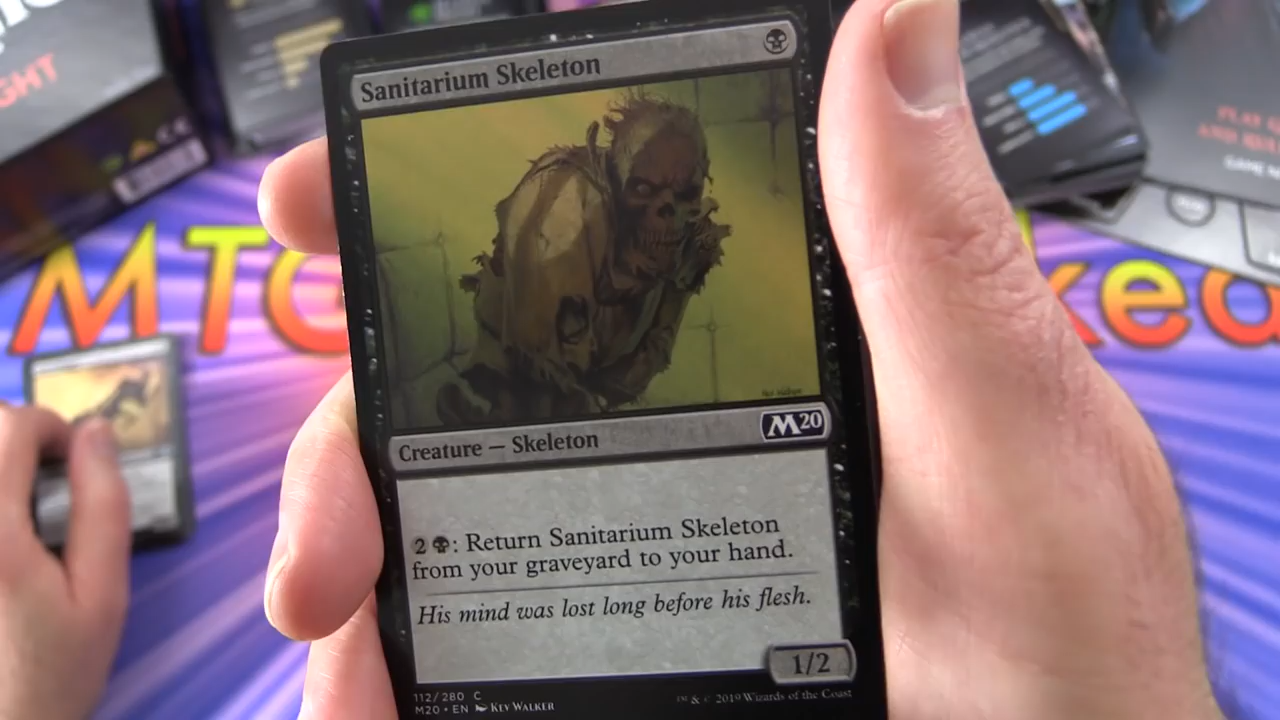 GHT
MTG
ked
Sanitarium Skeleton
M20
Creature — Skeleton
2 : Return Sanitarium Skeleton
from your graveyard to your hand.
His mind was lost long before his flesh.
1/2
112/280 C
M20 • EN Kev Walker
™ & © 2019 Wizards of the Coast